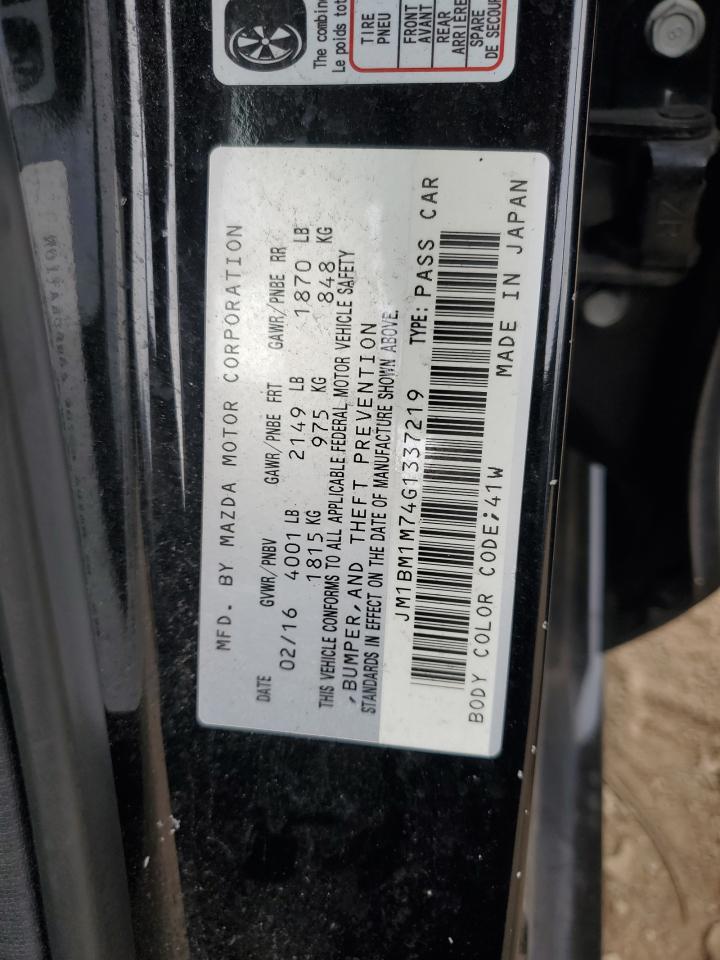 The combine
Le poids tot
TIRE
PNEU
FRONT
AVANT
REAR
ARRIÈRE
SPARE
DE SECOUR
MFD. BY MAZDA MOTOR CORPORATION
DATE GVWR/PNBV GAWR/PNBE FRT GAWR/PNBE RR
02/16 4001 LB 2149 LB 1870 LB
1815 KG 975 KG 848 KG
THIS VEHICLE CONFORMS TO ALL APPLICABLE FEDERAL MOTOR VEHICLE SAFETY
,BUMPER,AND THEFT PREVENTION
STANDARDS IN EFFECT ON THE DATE OF MANUFACTURE SHOWN ABOVE.
JM1BM1M74G1337219 TYPE: PASS CAR
BODY COLOR CODE;41W MADE IN JAPAN